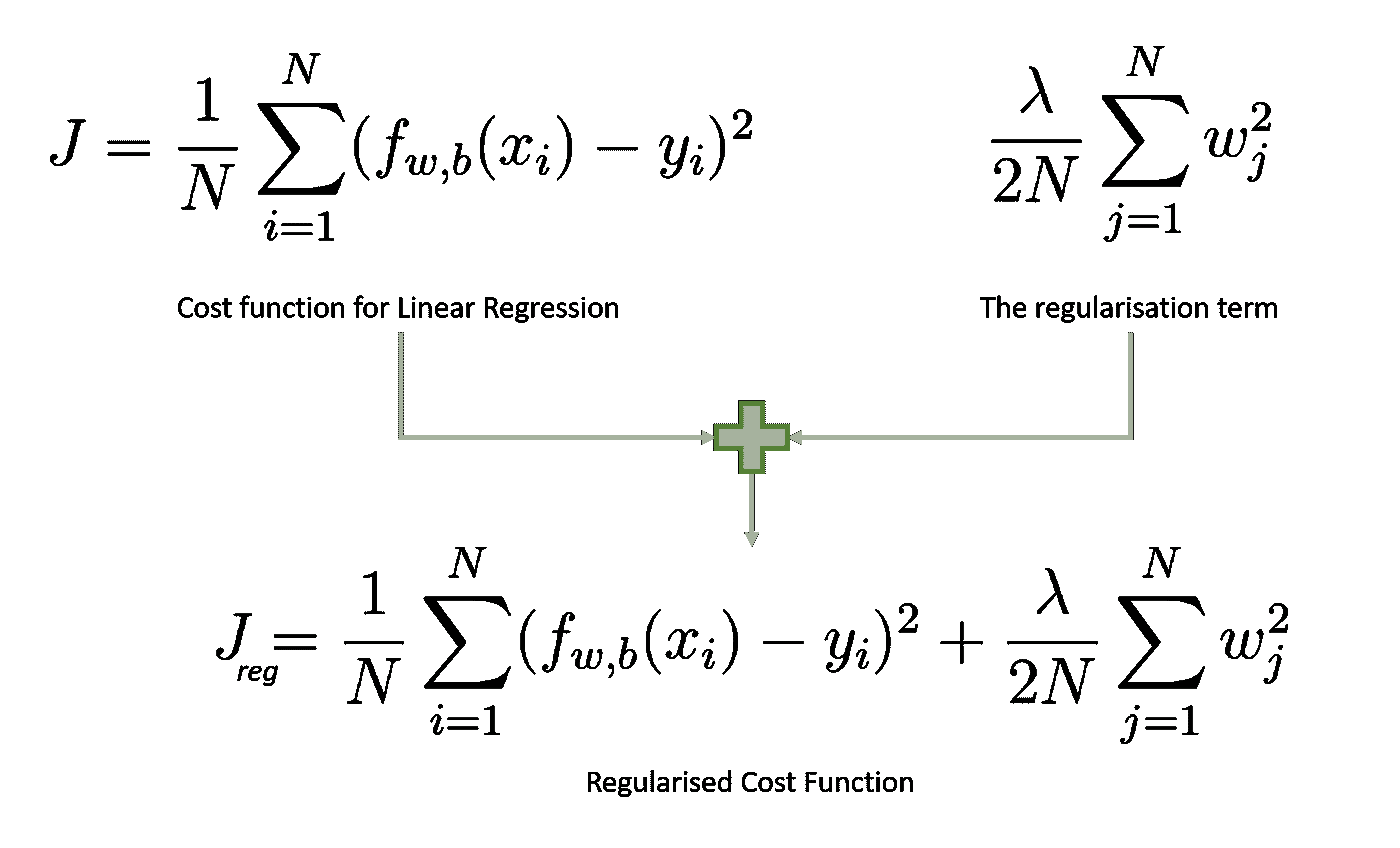 J = \frac{1}{N} \sum_{i=1}^{N} (f_{w,b}(x_i) - y_i)^2
\frac{λ}{2N} \sum_{j=1}^{N} w_j^2
Cost function for Linear Regression
The regularisation term
J_{reg} = \frac{1}{N} \sum_{i=1}^{N} (f_{w,b}(x_i) - y_i)^2 + \frac{λ}{2N} \sum_{j=1}^{N} w_j^2
Regularised Cost Function